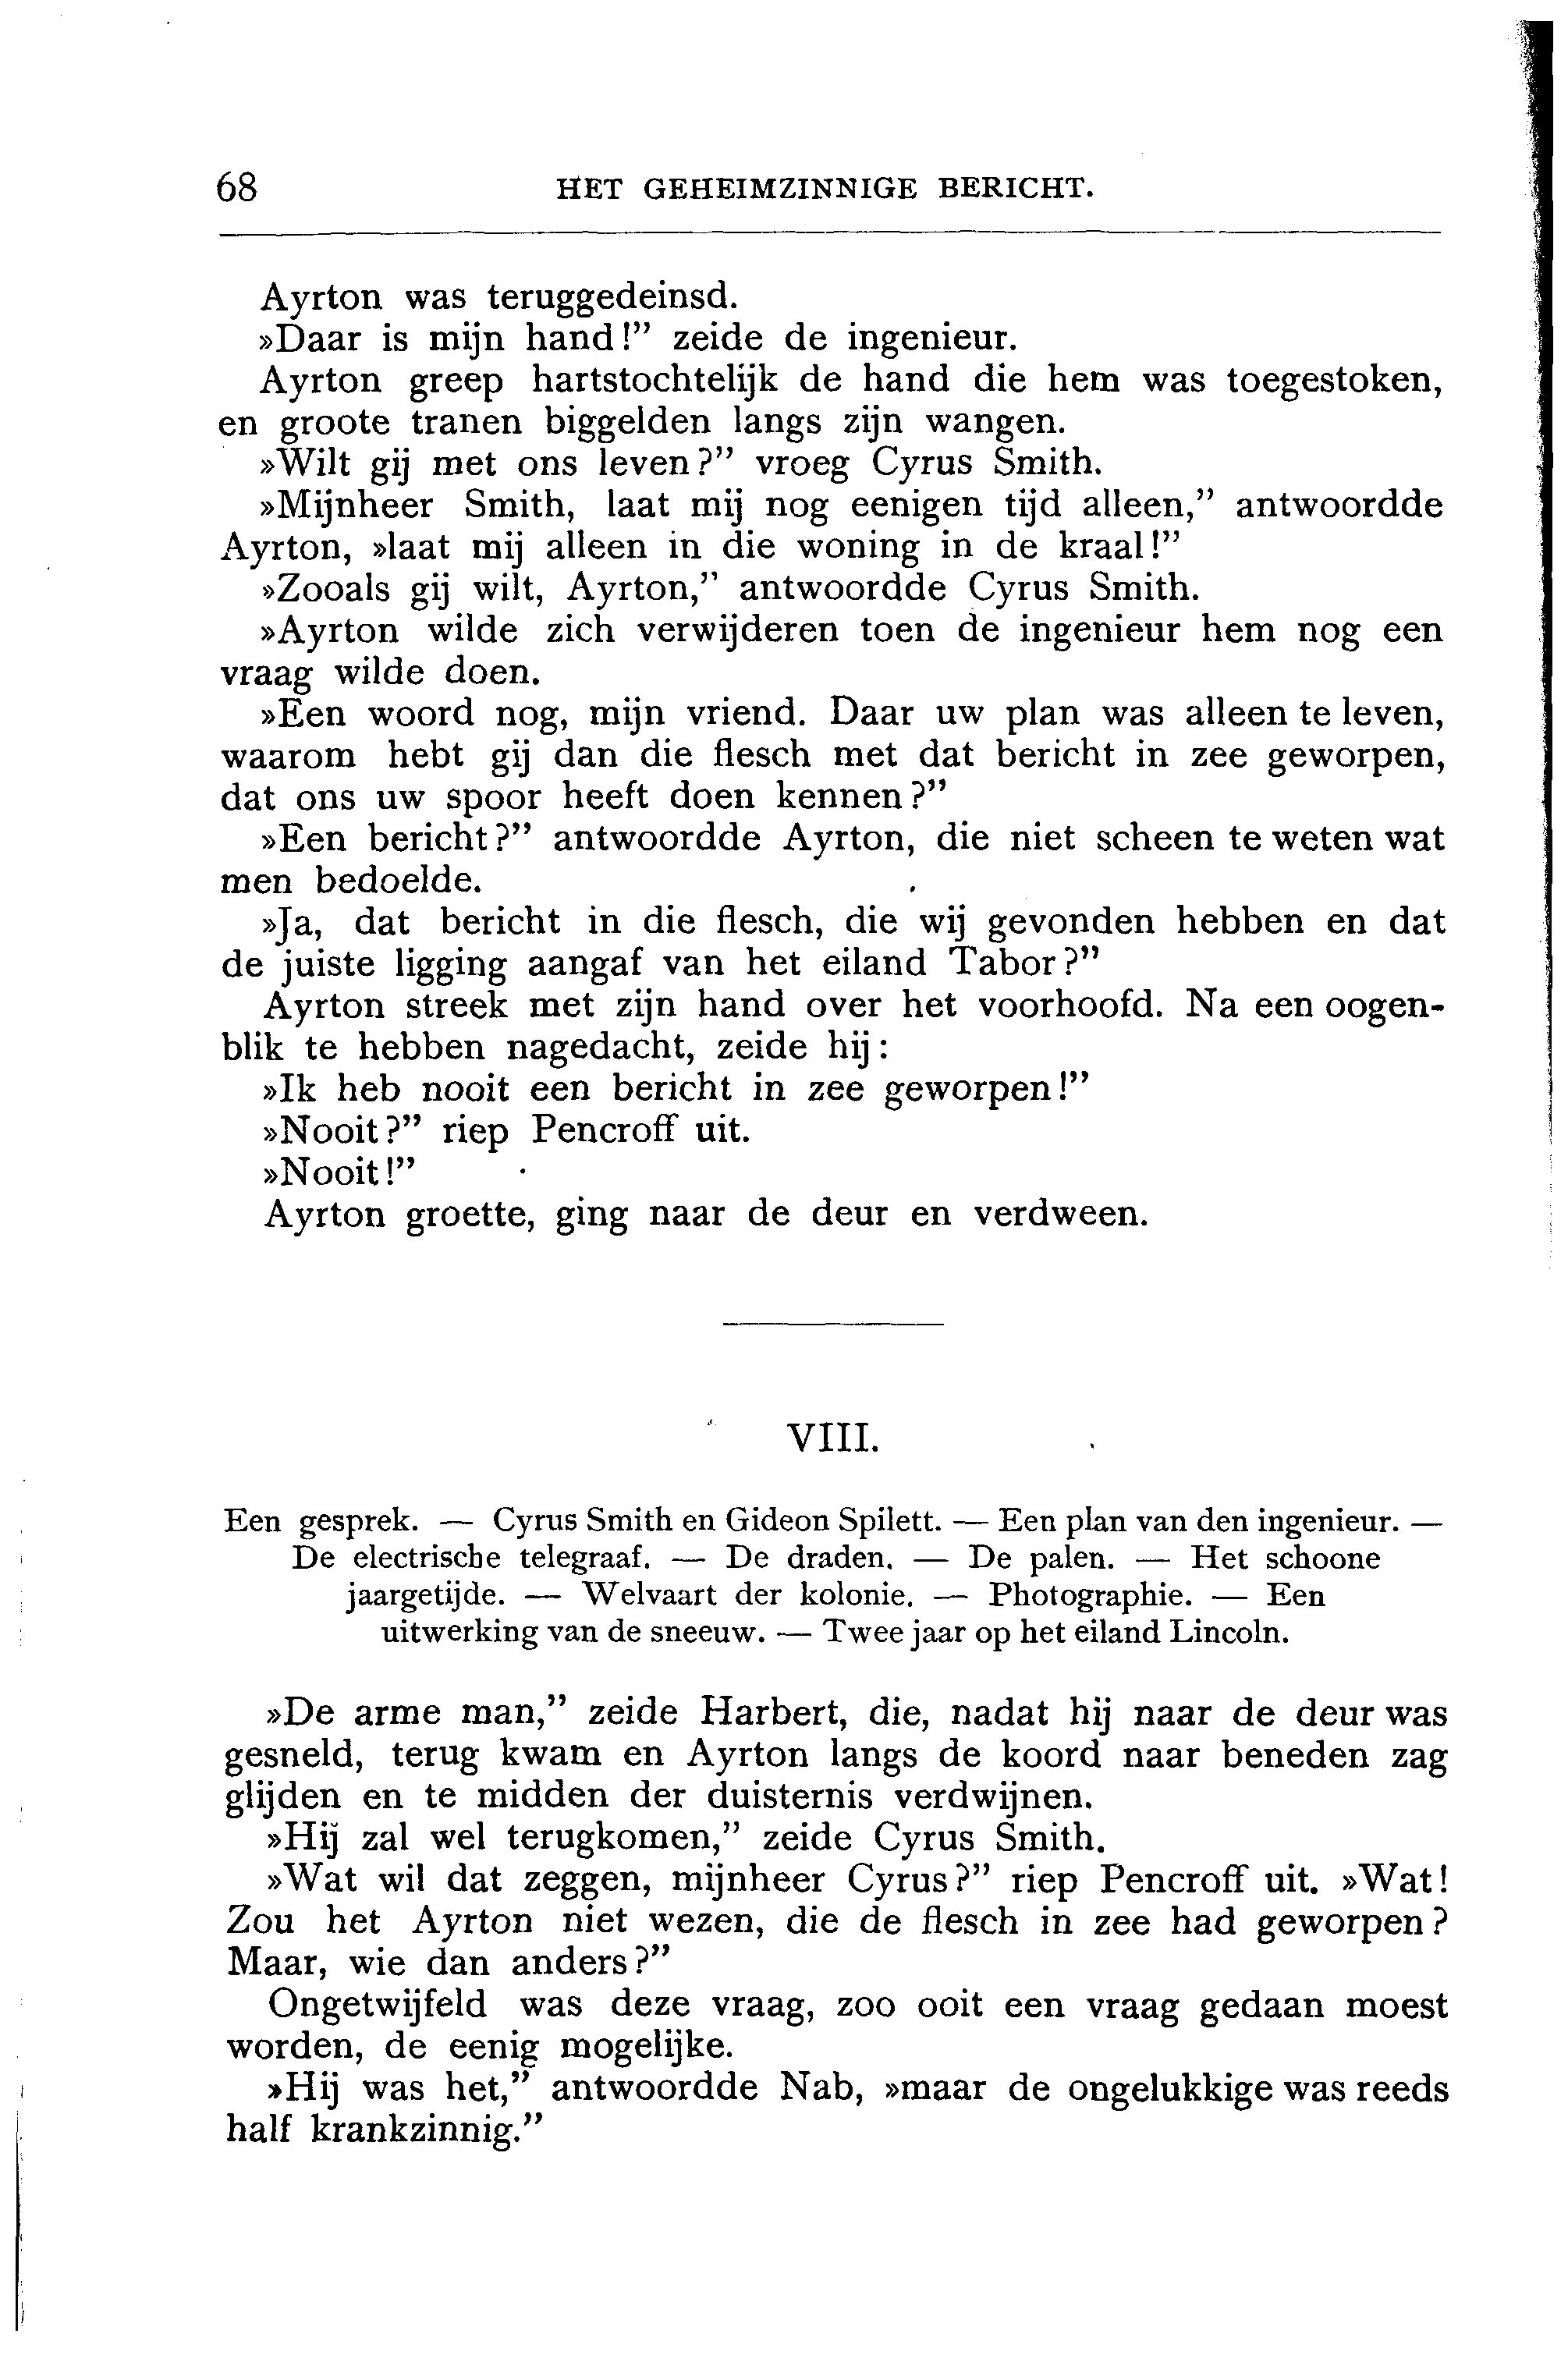 68 HET GEHEIMZINNIGE BERICHT.
Ayrton was teruggedeinsd.
»Daar is mijn hand!” zeide de ingenieur.
Ayrton greep hartstochtelijk de hand die hem was toegestoken,
en groote tranen biggelden langs zijn wangen.
»Wilt gij met ons leven?” vroeg Cyrus Smith.
»Mijnheer Smith, laat mij nog eenigen tijd alleen,” antwoordde
Ayrton, »laat mij alleen in die woning in de kraal!”
»Zooals gij wilt, Ayrton,” antwoordde Cyrus Smith.
»Ayrton wilde zich verwijderen toen de ingenieur hem nog een
vraag wilde doen.
»Een woord nog, mijn vriend. Daar uw plan was alleen te leven,
waarom hebt gij dan die flesch met dat bericht in zee geworpen,
dat ons uw spoor heeft doen kennen?”
»Een bericht?” antwoordde Ayrton, die niet scheen te weten wat
men bedoelde.
»Ja, dat bericht in die flesch, die wij gevonden hebben en dat
de juiste ligging aangaf van het eiland Tabor?”
Ayrton streek met zijn hand over het voorhoofd. Na een oogen-
blik te hebben nagedacht, zeide hij:
»Ik heb nooit een bericht in zee geworpen!”
»Nooit?” riep Pencroff uit.
»Nooit!”
Ayrton groette, ging naar de deur en verdween.
VIII.
Een gesprek. — Cyrus Smith en Gideon Spilett. — Een plan van den ingenieur. —
De electrische telegraaf. — De draden. — De palen. — Het schoone
jaargetijde. — Welvaart der kolonie. — Photographie. — Een
uitwerking van de sneeuw. — Twee jaar op het eiland Lincoln.
»De arme man,” zeide Harbert, die, nadat hij naar de deur was
gesneld, terug kwam en Ayrton langs de koord naar beneden zag
glijden en te midden der duisternis verdwijnen.
»Hij zal wel terugkomen,” zeide Cyrus Smith.
»Wat wil dat zeggen, mijnheer Cyrus?” riep Pencroff uit. »Wat!
Zou het Ayrton niet wezen, die de flesch in zee had geworpen?
Maar, wie dan anders?”
Ongetwijfeld was deze vraag, zoo ooit een vraag gedaan moest
worden, de eenig mogelijke.
»Hij was het,” antwoordde Nab, »maar de ongelukkige was reeds
half krankzinnig.”